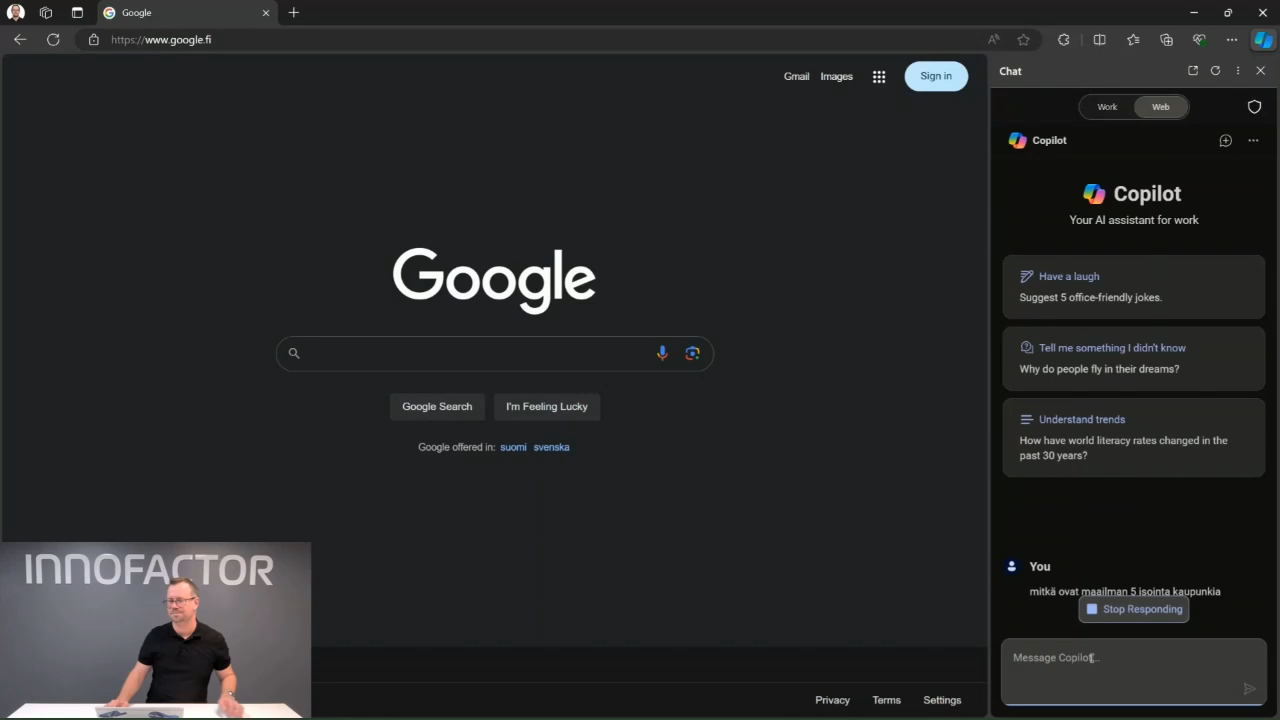 Google
https://www.google.fi
Gmail
Images
Sign in
Google
Google Search
I'm Feeling Lucky
Google offered in: suomi svenska
Privacy
Terms
Settings
Chat
Work
Web
Copilot
Copilot
Your AI assistant for work
Have a laugh
Suggest 5 office-friendly jokes.
Tell me something I didn't know
Why do people fly in their dreams?
Understand trends
How have world literacy rates changed in the
past 30 years?
You
mitkä ovat maailman 5 isointa kaupunkia
Stop Responding
Message Copilot...
INNOFACTOR